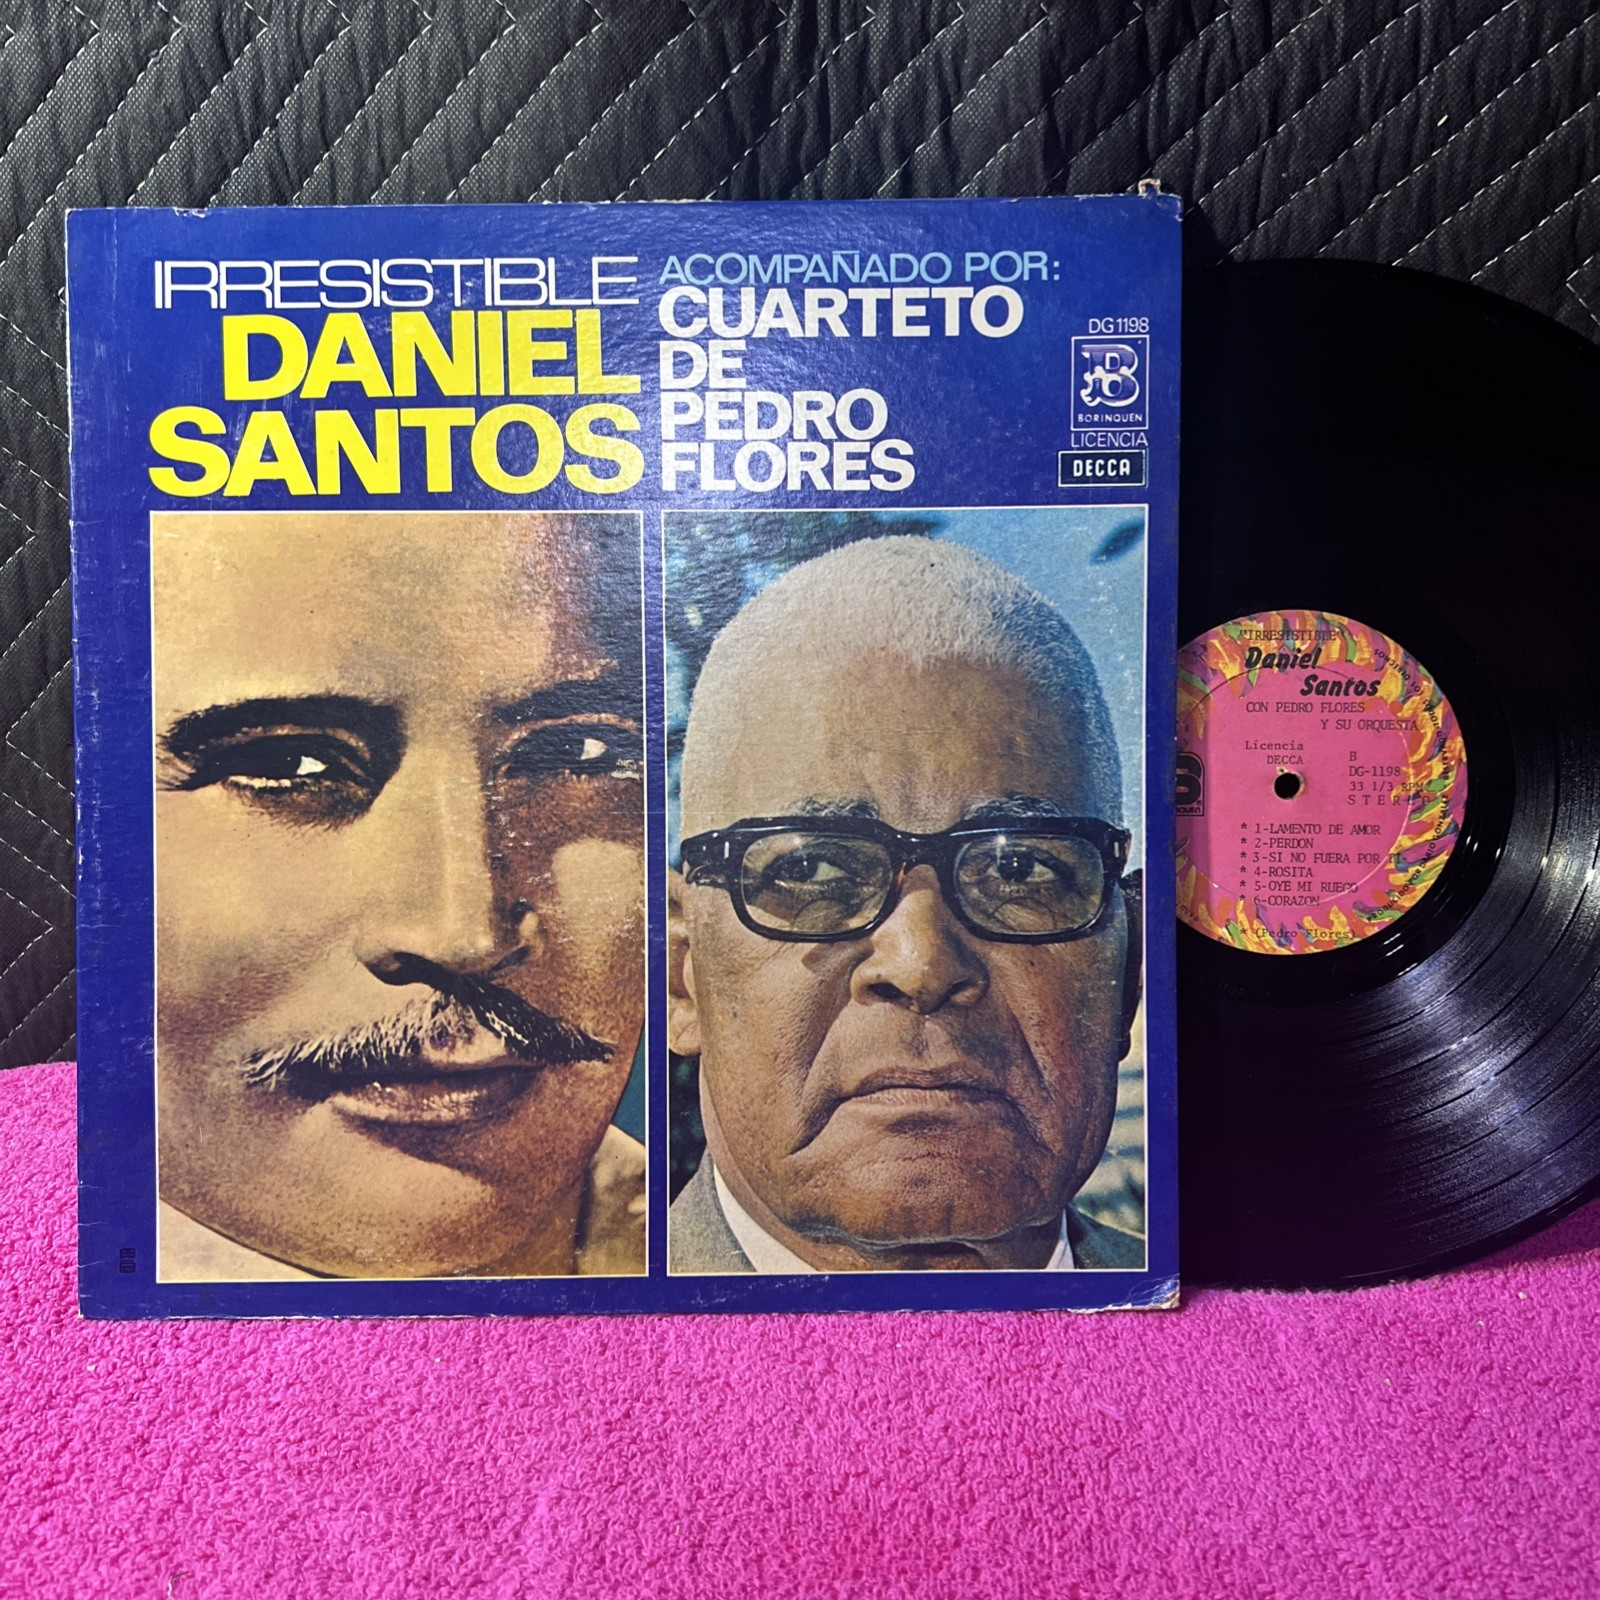 IRRESISTIBLE
DANIEL
SANTOS
ACOMPAÑADO POR:
CUARTETO
DE
PEDRO
FLORES
DG1198
B
BORINQUEN
LICENCIA
DECCA
"IRRESISTIBLE"
Daniel
Santos
CON PEDRO FLORES
Y SU ORQUESTA
Licencia
DECCA
B
DG-1198
33 1/3 RPM
STEREO
* 1-LAMENTO DE AMOR
* 2-PERDON
* 3-SI NO FUERA POR TI
* 4-ROSITA
* 5-OYE MI RUEGO
* 6-CORAZON
* (Pedro Flores)